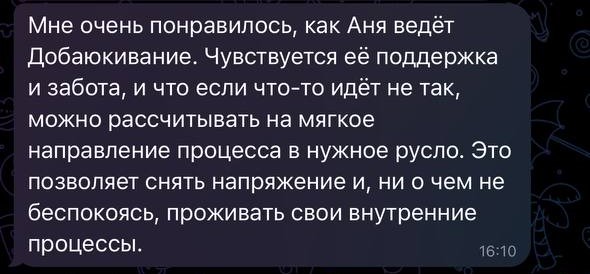 Мне очень понравилось, как Аня ведёт
Добаюкивание. Чувствуется её поддержка
и забота, и что если что-то идёт не так,
можно рассчитывать на мягкое
направление процесса в нужное русло. Это
позволяет снять напряжение и, ни о чем не
беспокоясь, проживать свои внутренние
процессы.
16:10